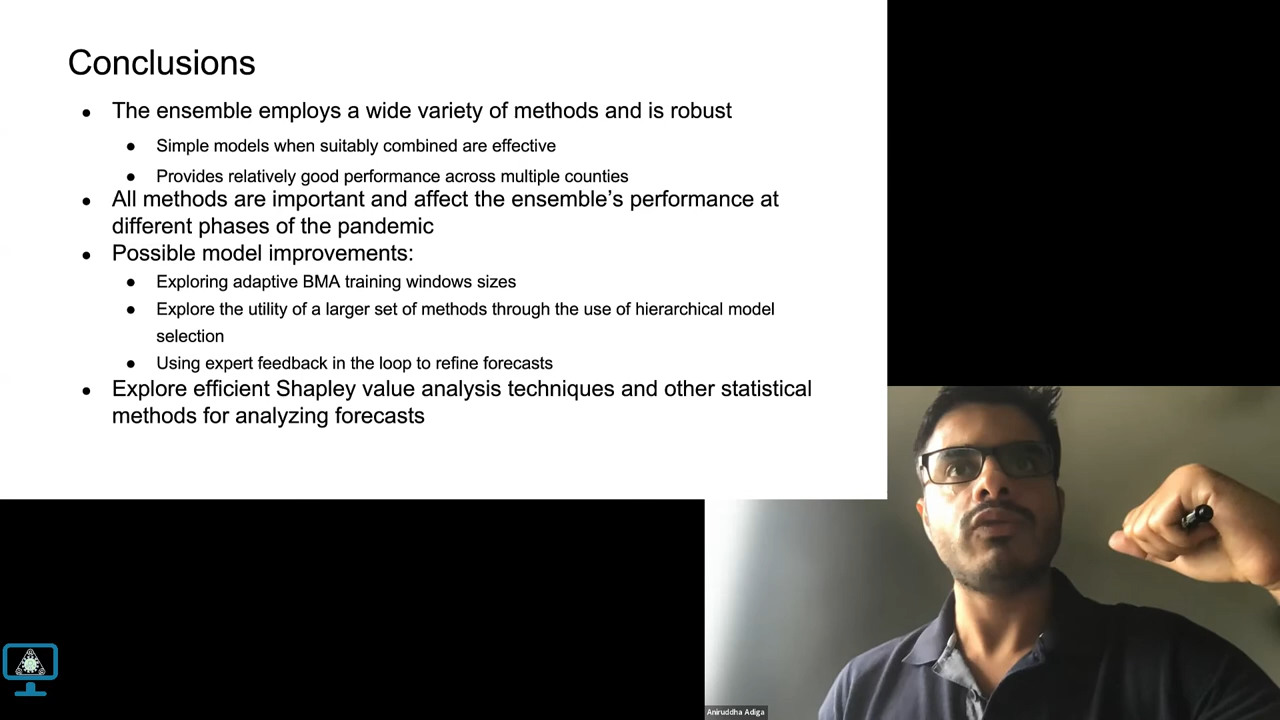 Conclusions
● The ensemble employs a wide variety of methods and is robust
● Simple models when suitably combined are effective
● Provides relatively good performance across multiple counties
● All methods are important and affect the ensemble’s performance at
different phases of the pandemic
● Possible model improvements:
● Exploring adaptive BMA training windows sizes
● Explore the utility of a larger set of methods through the use of hierarchical model
selection
● Using expert feedback in the loop to refine forecasts
● Explore efficient Shapley value analysis techniques and other statistical
methods for analyzing forecasts
Aniruddha Adiga